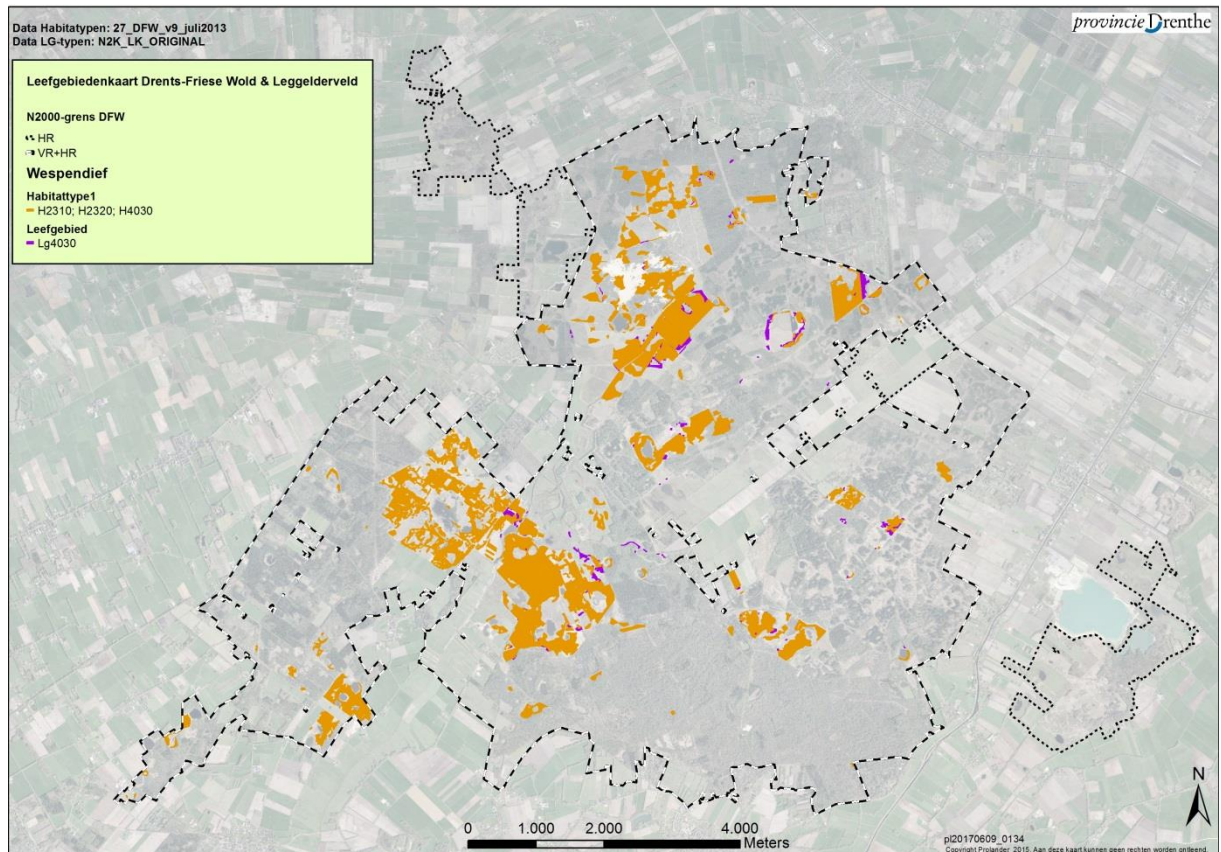 Data Habitatypen: 27_DFW_v9_juli2013
Data LG-typen: N2K_LK_ORIGINAL
provincie Drenthe
Leefgebiedenkaart Drents-Friese Wold & Leggelderveld
N2000-grens DFW
HR
VR+HR
Wespendief
Habitattype1
H2310; H2320; H4030
Leefgebied
Lg4030
N
0 1.000 2.000 4.000
Meters
pl20170609_0134
Copyright Prolander 2015. Aan deze kaart kunnen geen rechten worden ontleend.